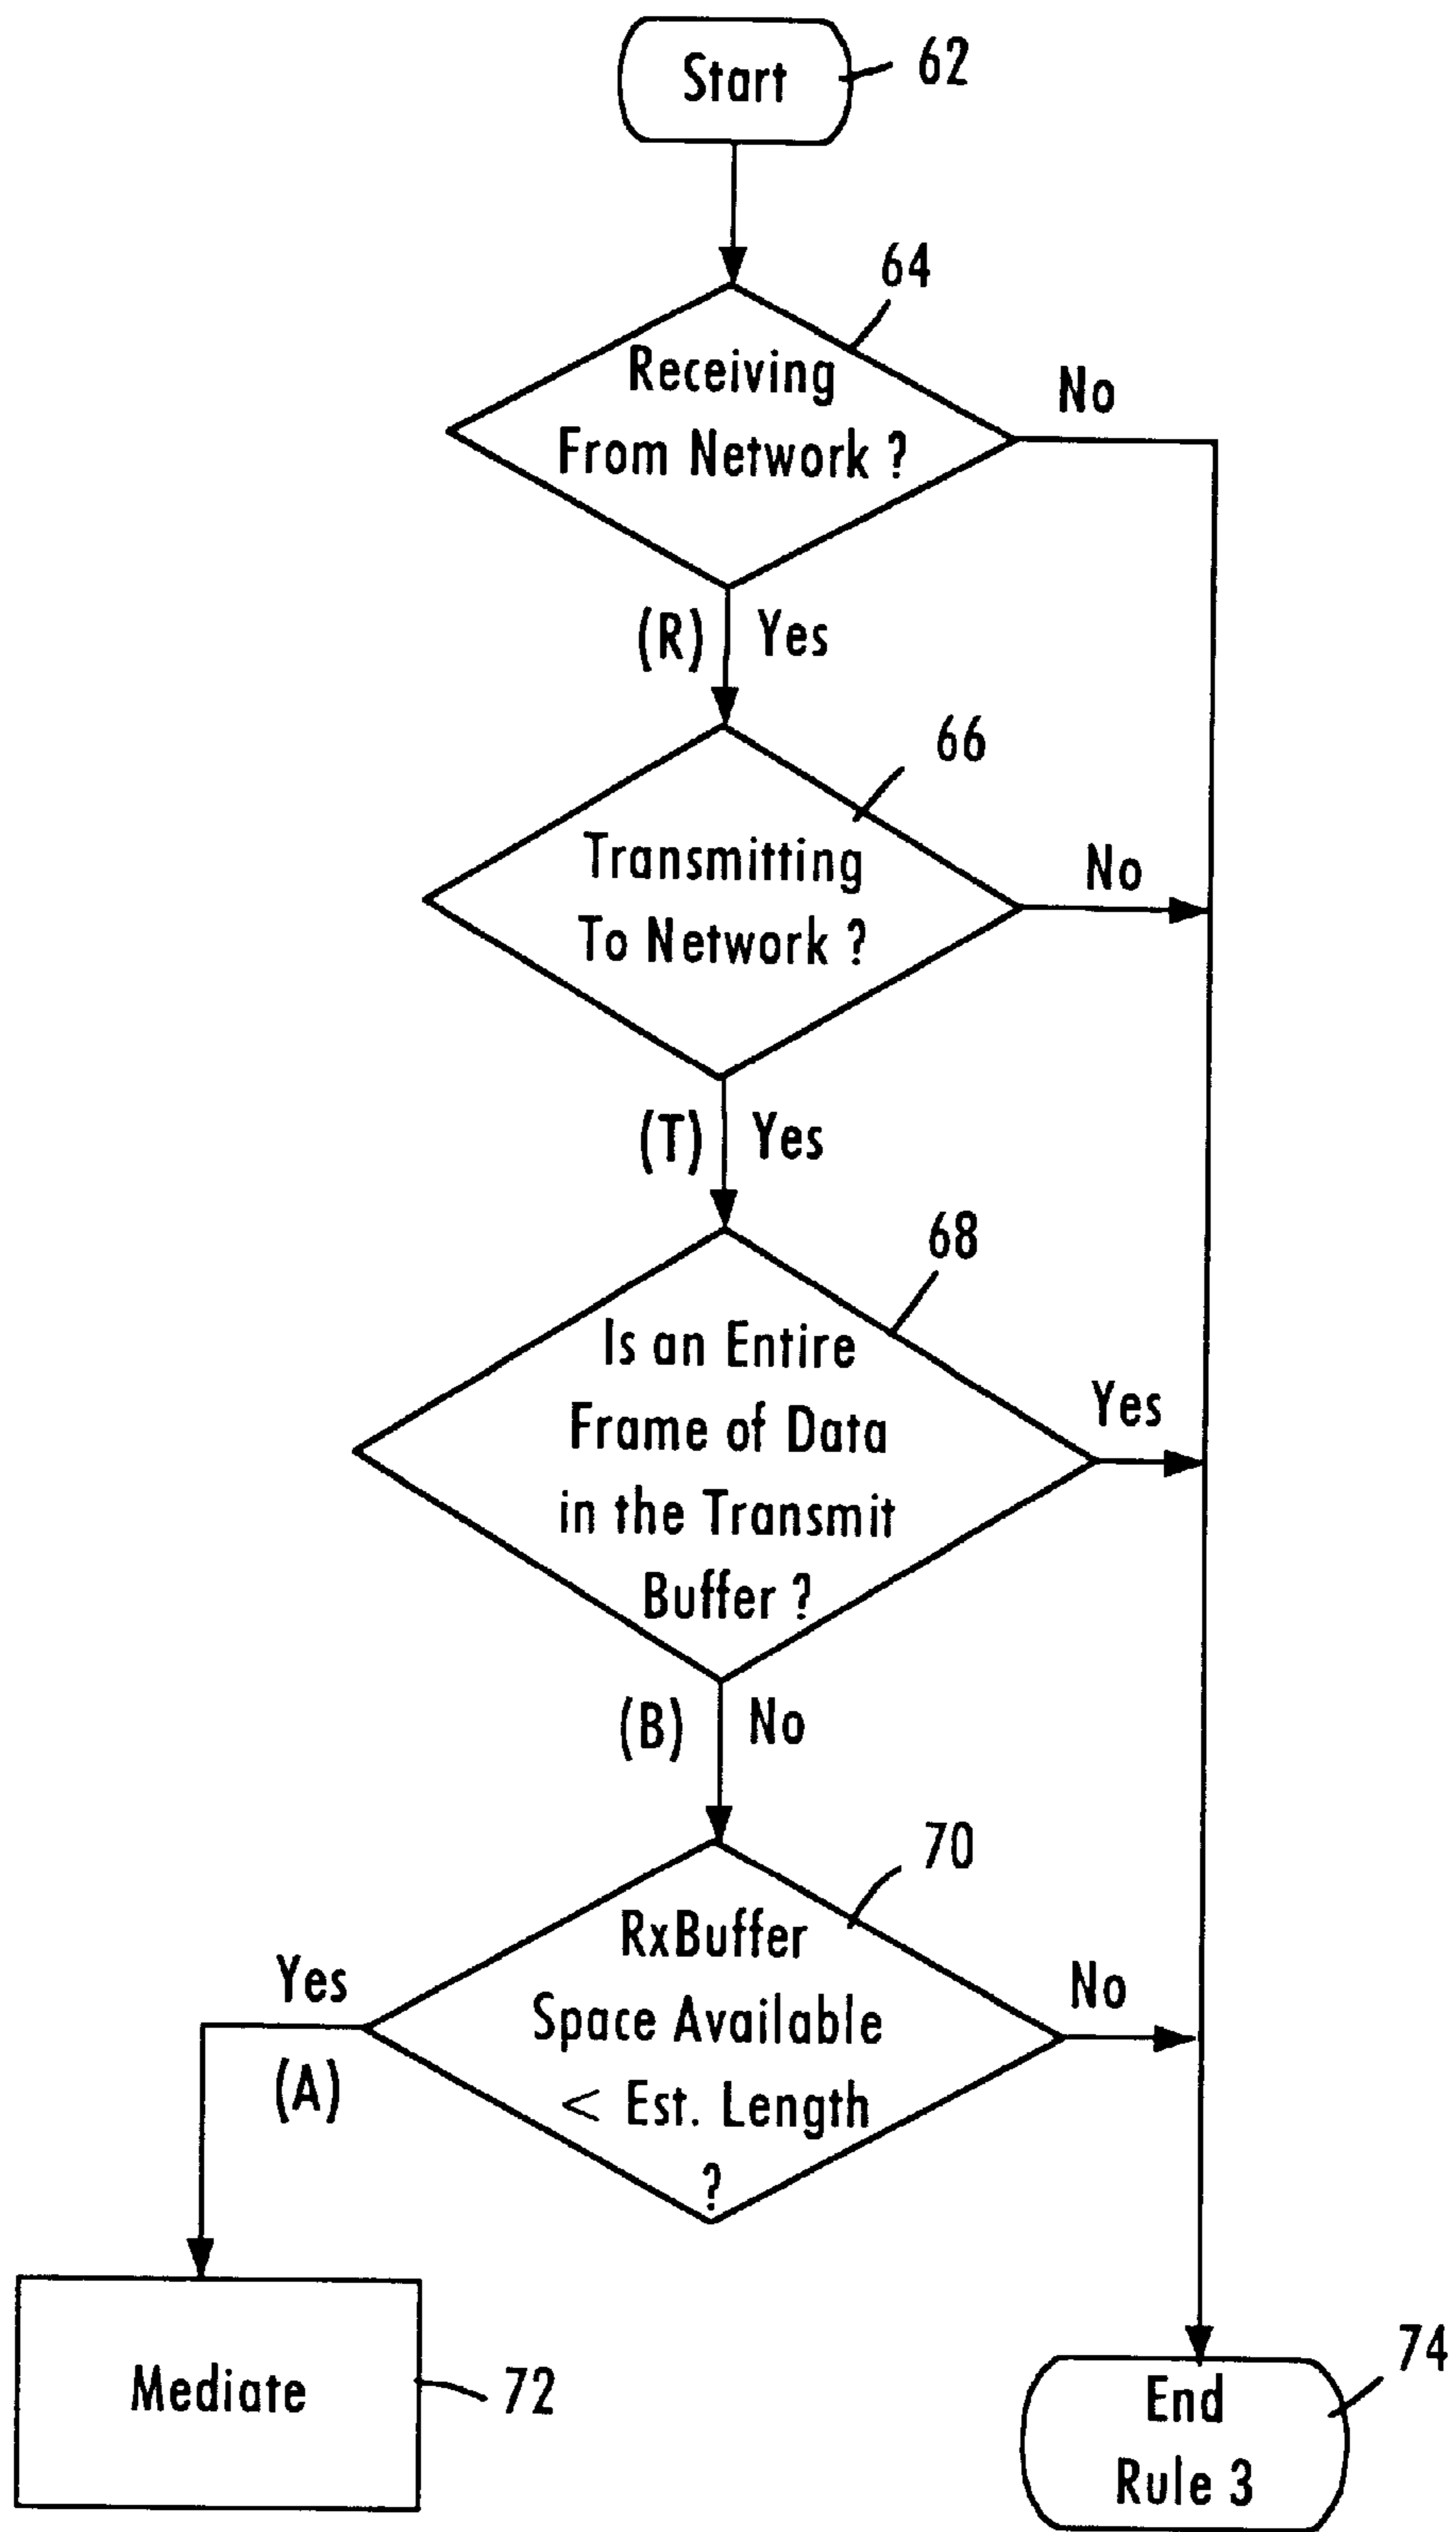 Start
62
64
Receiving
From Network ?
No
(R) Yes
66
Transmitting
To Network ?
No
(T) Yes
68
Is an Entire
Frame of Data
in the Transmit
Buffer ?
Yes
(B) No
70
RxBuffer
Space Available
< Est. Length
?
Yes
(A)
No
Mediate
72
End
Rule 3
74